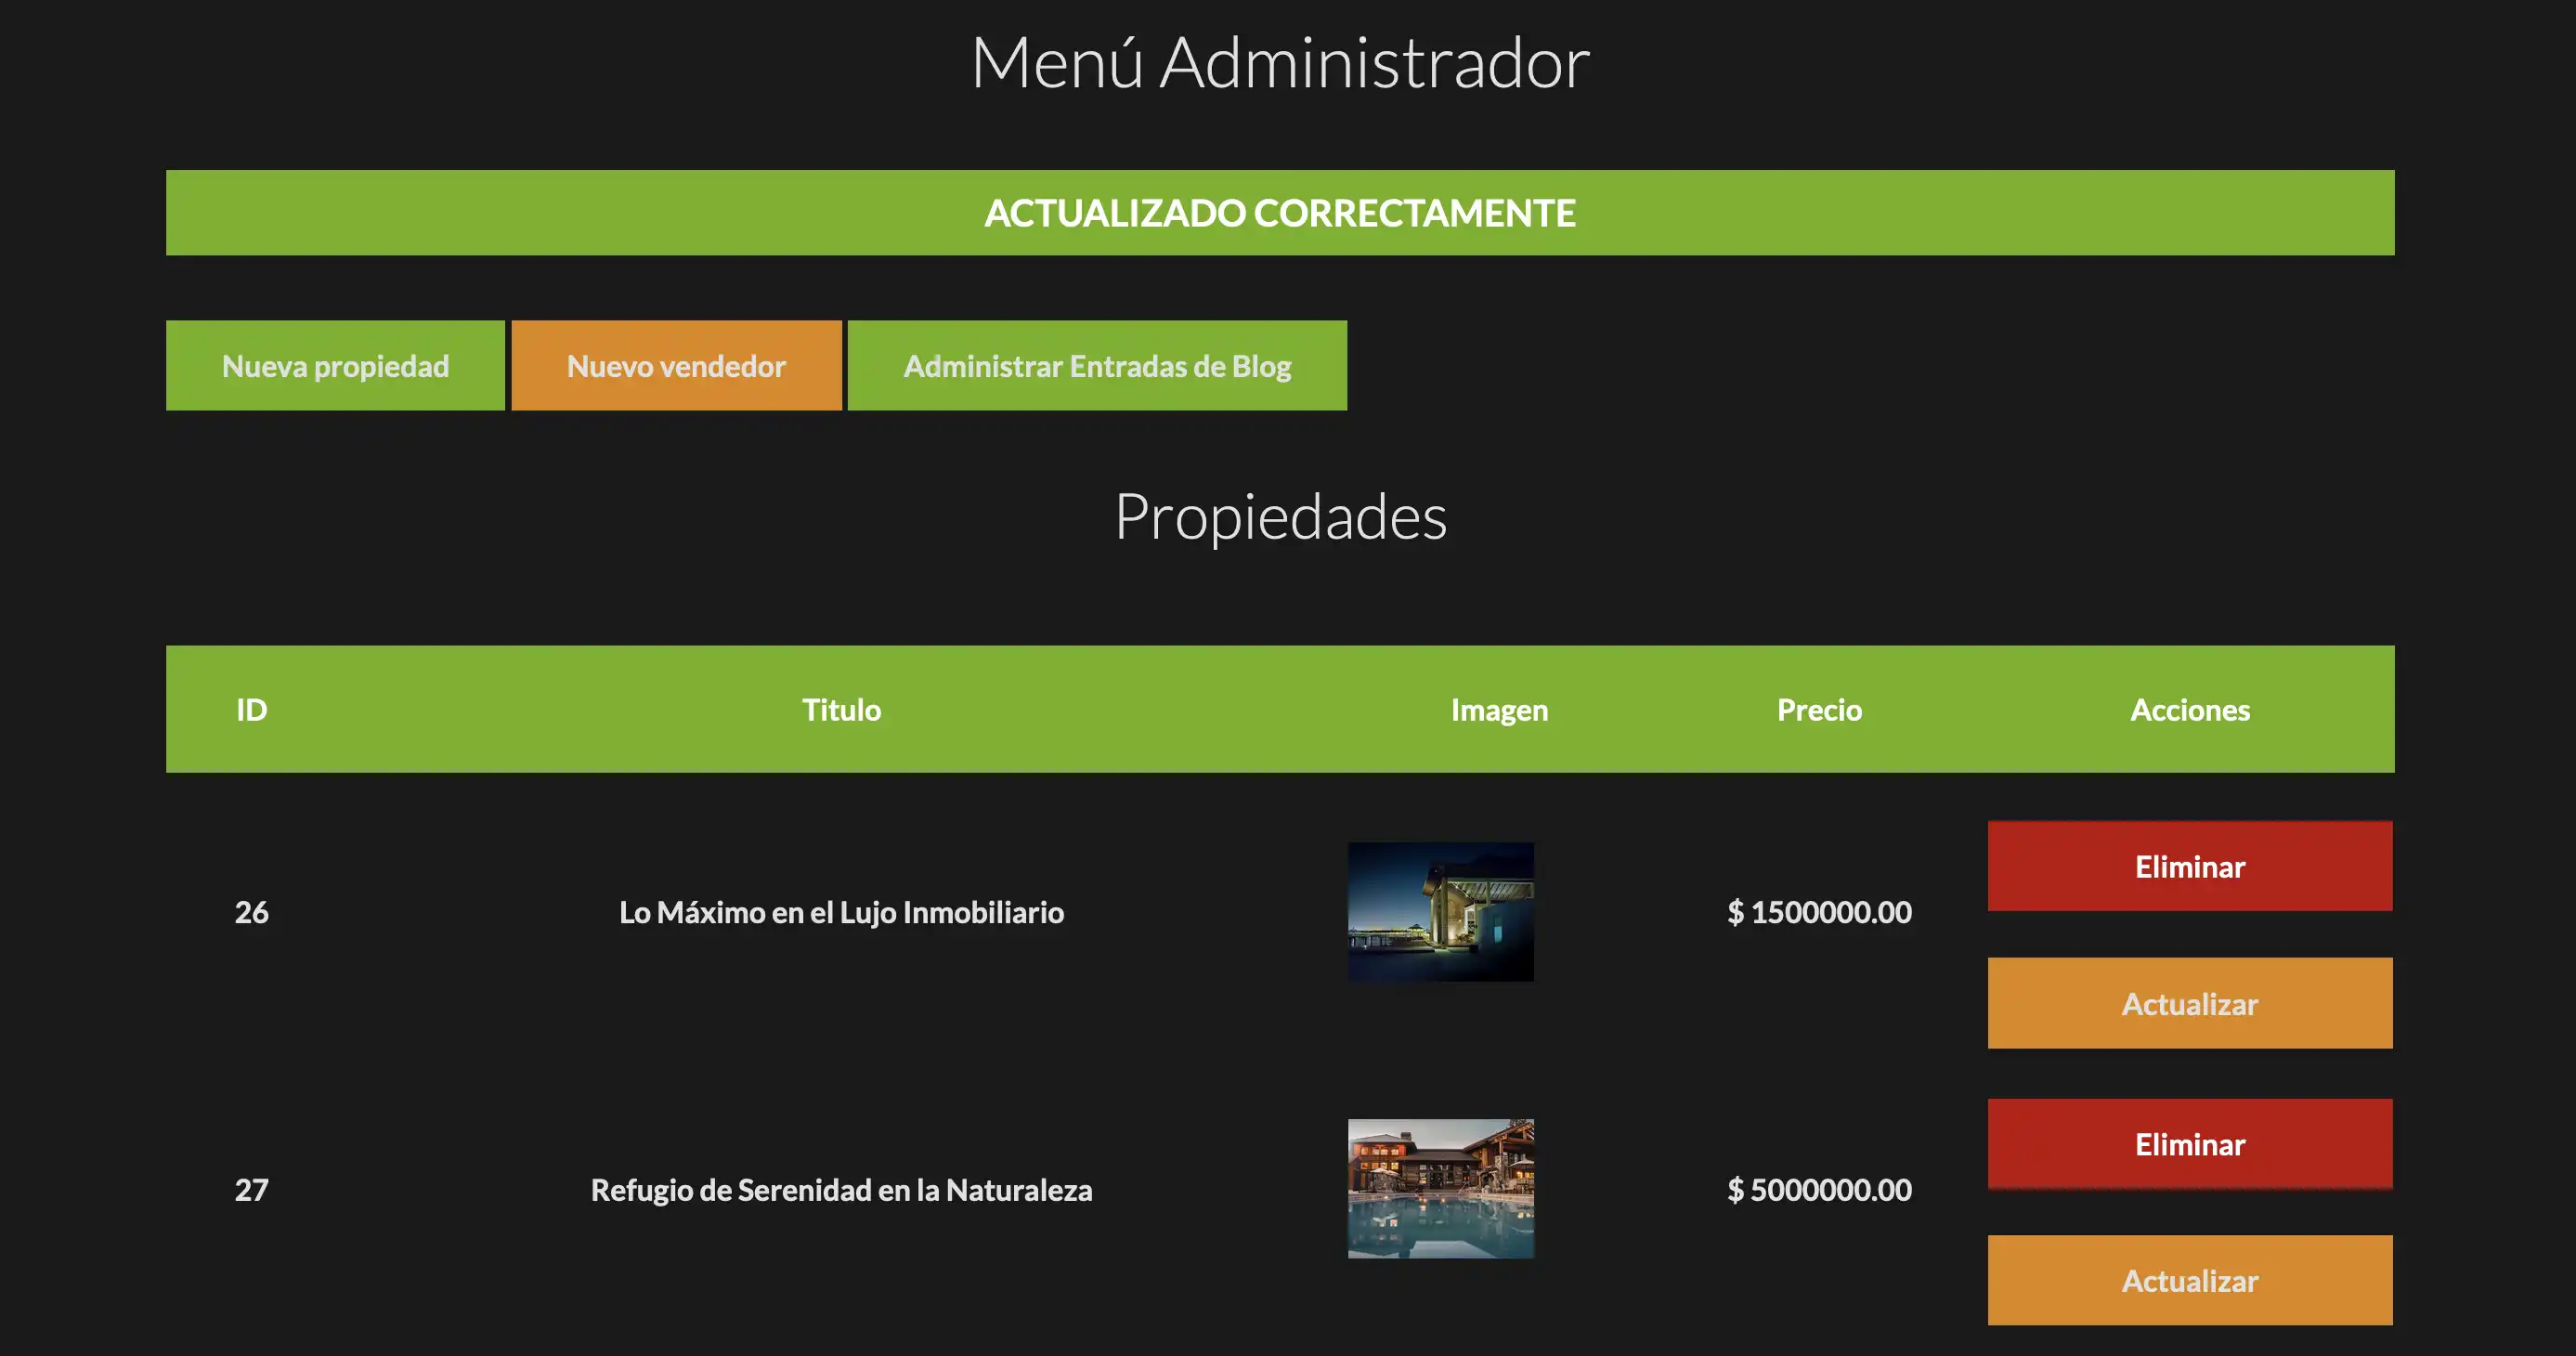 Menú Administrador
ACTUALIZADO CORRECTAMENTE
Nueva propiedad Nuevo vendedor Administrar Entradas de Blog
Propiedades
ID Titulo Imagen Precio Acciones
26 Lo Máximo en el Lujo Inmobiliario $ 1500000.00 Eliminar
Actualizar
27 Refugio de Serenidad en la Naturaleza $ 5000000.00 Eliminar
Actualizar